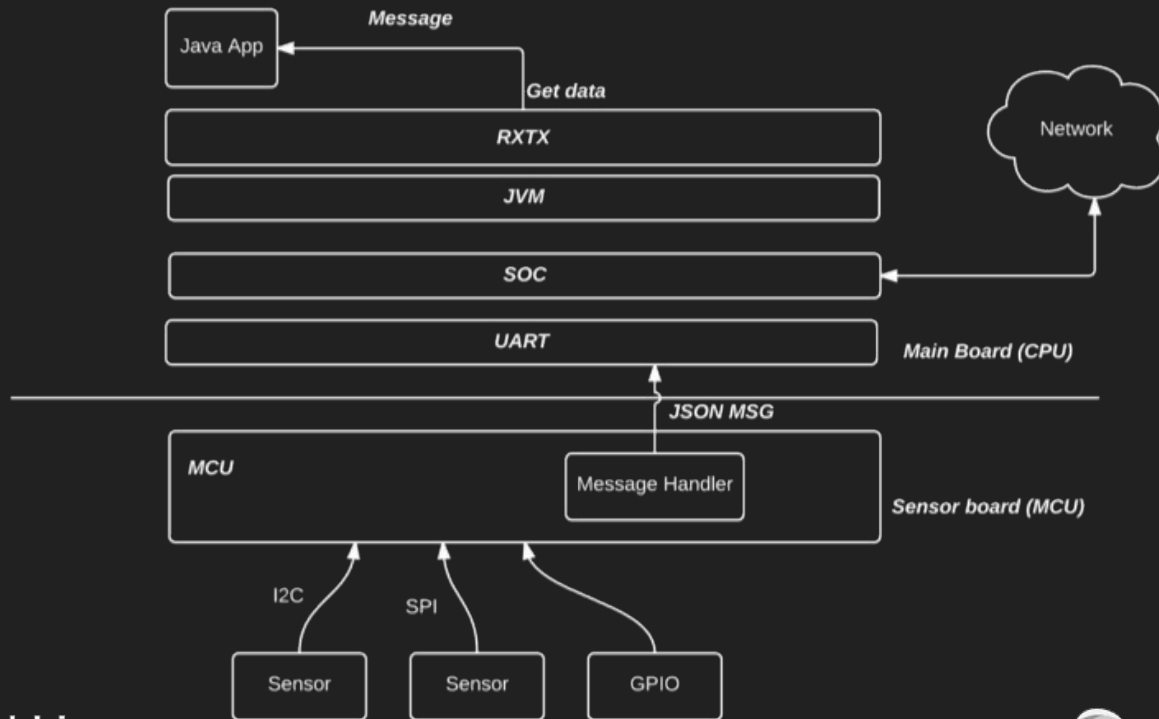 Message
Java App
Get data
RXTX
Network
JVM
SOC
UART
Main Board (CPU)
JSON MSG
MCU
Message Handler
Sensor board (MCU)
I2C
SPI
Sensor
Sensor
GPIO